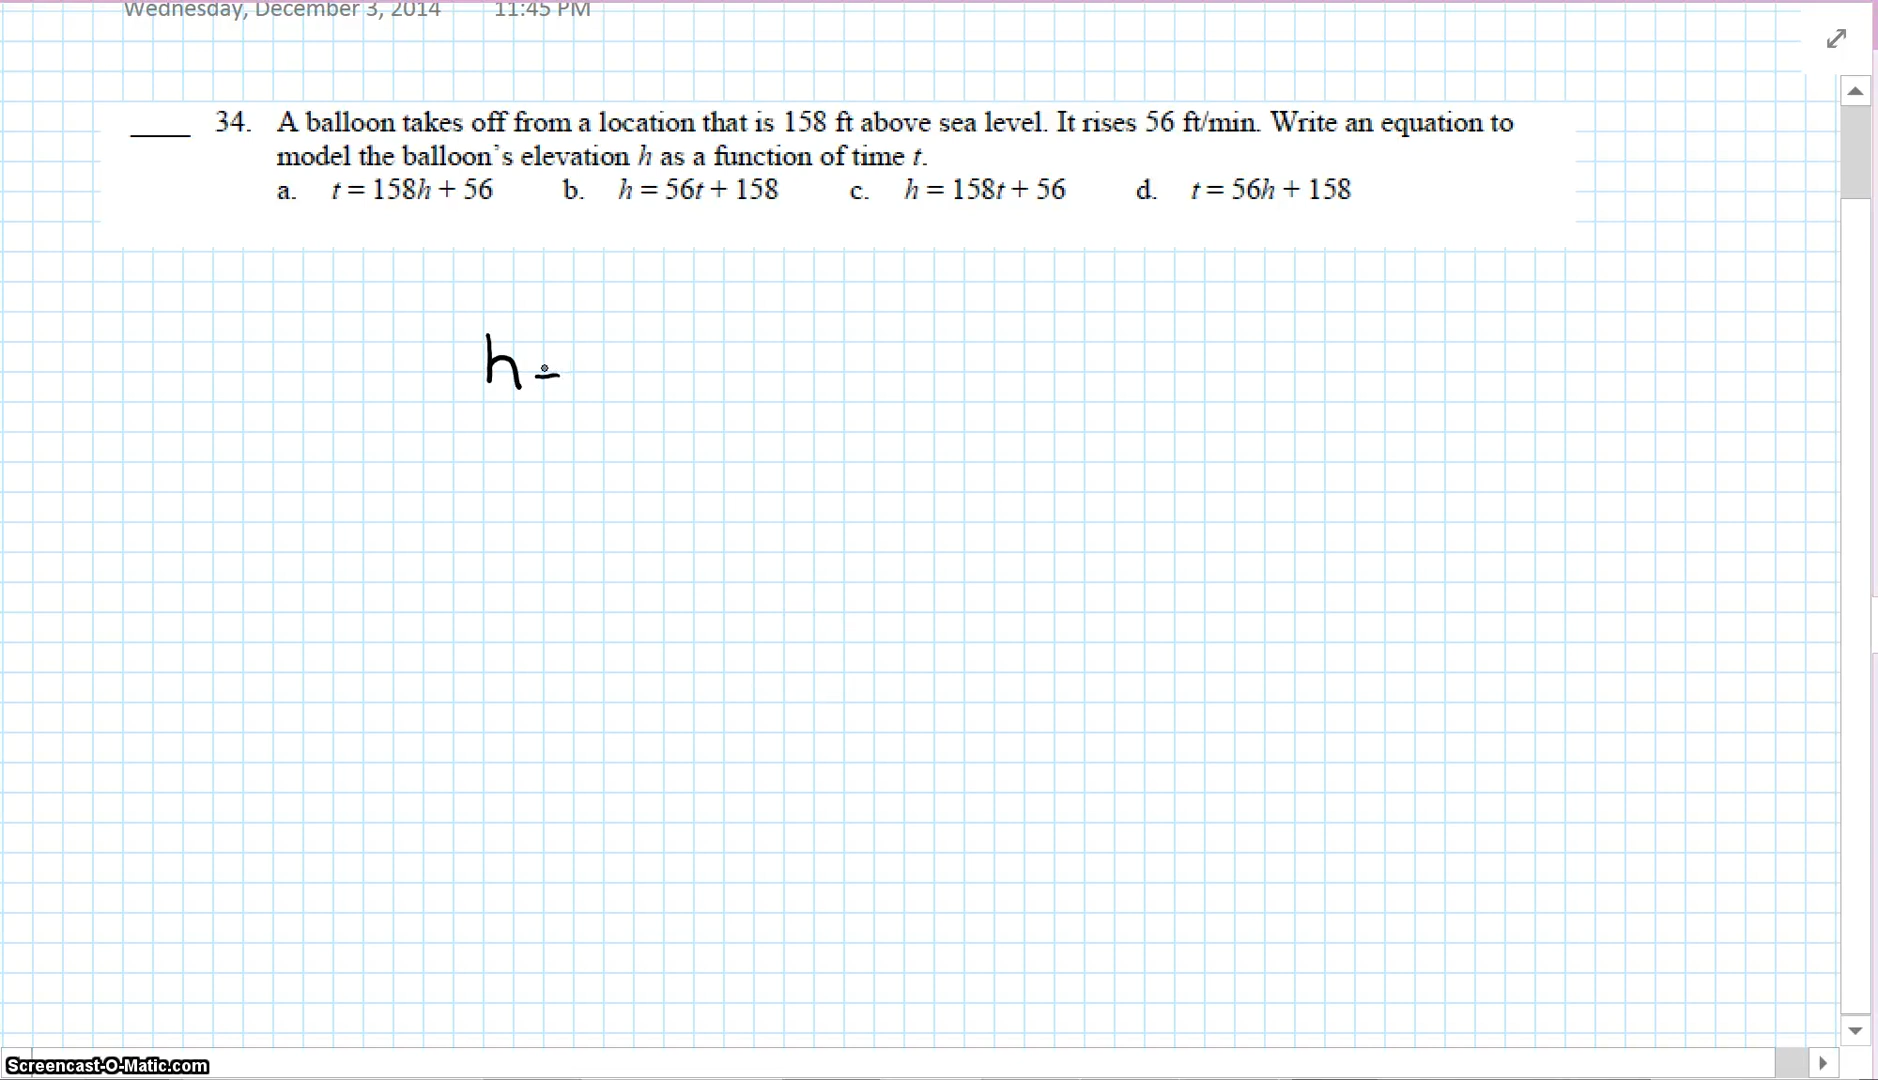 Wednesday, December 3, 2014 11:45 PM
____ 34. A balloon takes off from a location that is 158 ft above sea level. It rises 56 ft/min. Write an equation to
model the balloon’s elevation h as a function of time t.
a. t = 158h + 56 b. h = 56t + 158 c. h = 158t + 56 d. t = 56h + 158
h =
Screencast-O-Matic.com